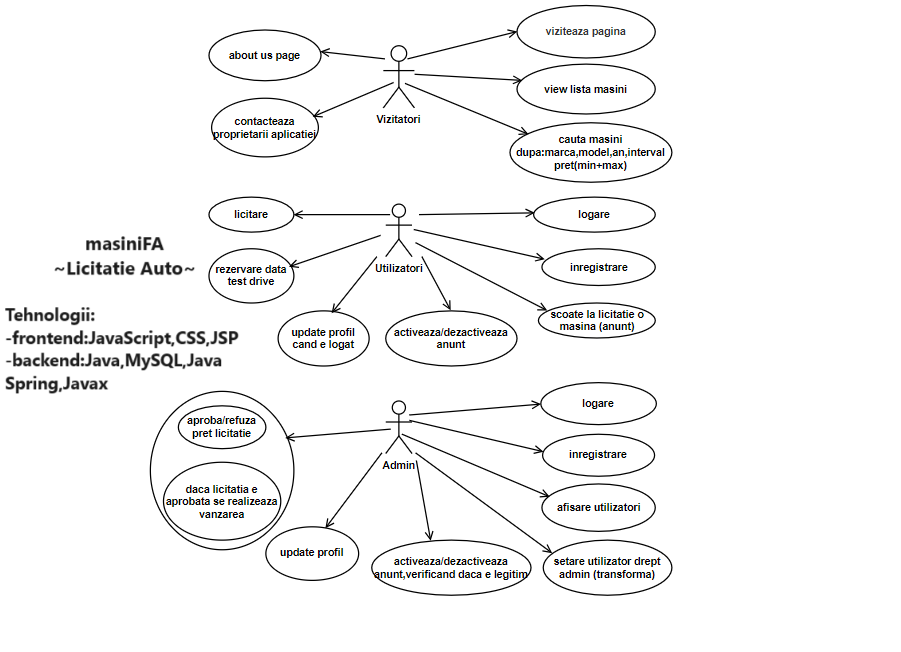 viziteaza pagina
about us page
view lista masini
Vizitatori
contacteaza
proprietarii aplicatiei
cauta masini
dupa:marca,model,an,interval
pret(min+max)
licitare
logare
masiniFA
~Licitatie Auto~
rezervare data
test drive
Utilizatori
inregistrare
Tehnologii:
-frontend:JavaScript,CSS,JSP
-backend:Java,MySQL,Java
Spring,Javax
update profil
cand e logat
activeaza/dezactiveaza
anunt
scoate la licitatie o
masina (anunt)
aproba/refuza
pret licitatie
logare
Admin
inregistrare
daca licitatia e
aprobata se realizeaza
vanzarea
afisare utilizatori
update profil
activeaza/dezactiveaza
anunt,verificand daca e legitim
setare utilizator drept
admin (transforma)